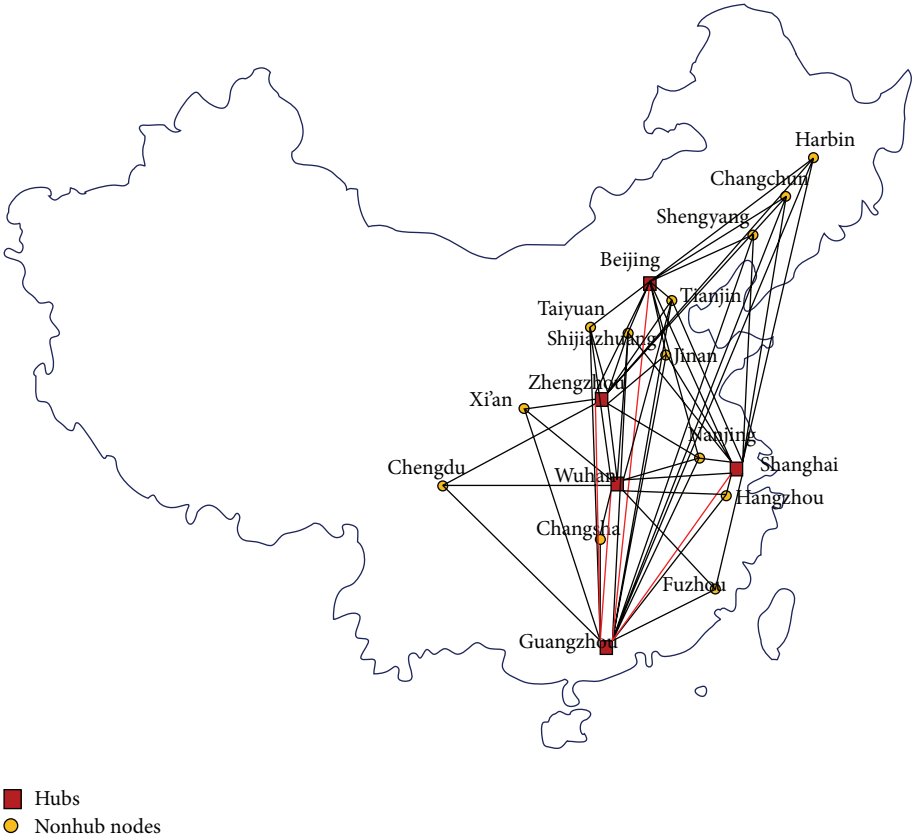 Harbin
Changchun
Shengyang
Beijing
Tianjin
Taiyuan
Shijiazhuang
Jinan
Zhengzhou
Xi’an
Nanjing
Chengdu
Wuhan
Shanghai
Hangzhou
Changsha
Fuzhou
Guangzhou
Hubs
Nonhub nodes